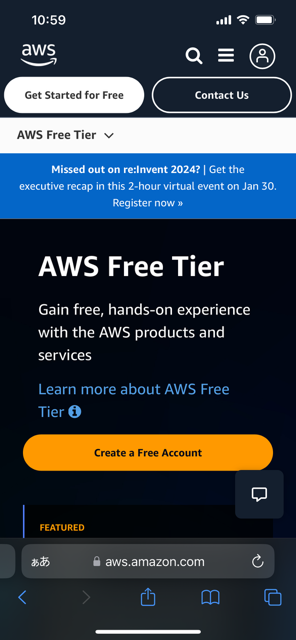 10:59
aws
Get Started for Free
Contact Us
AWS Free Tier
Missed out on re:Invent 2024? | Get the
executive recap in this 2-hour virtual event on Jan 30.
Register now »
AWS Free Tier
Gain free, hands-on experience
with the AWS products and
services
Learn more about AWS Free
Tier
Create a Free Account
FEATURED
ぁあ
aws.amazon.com